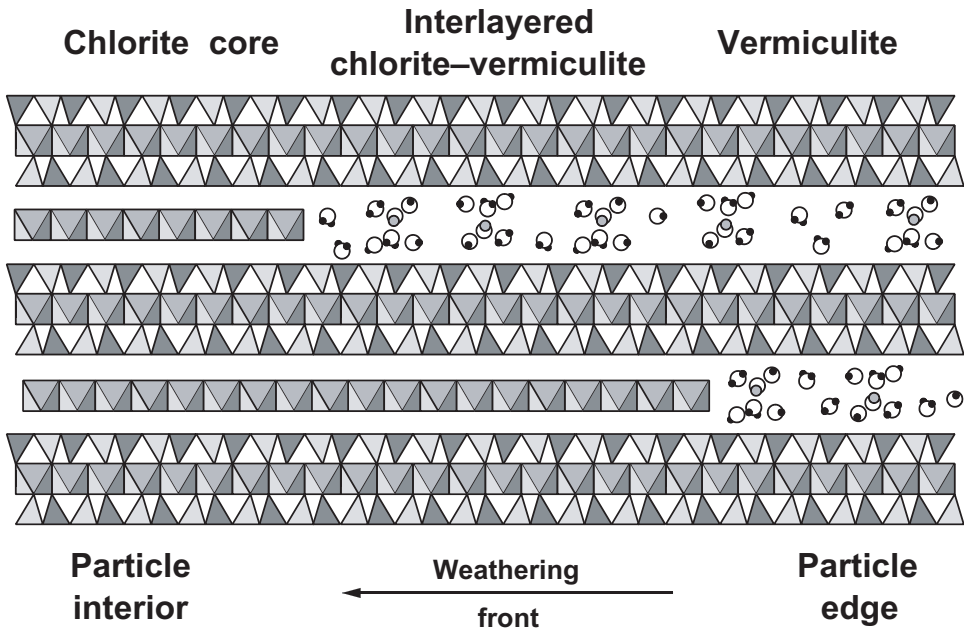 Chlorite core
Interlayered
chlorite–vermiculite
Vermiculite
Particle
interior
Weathering
front
Particle
edge